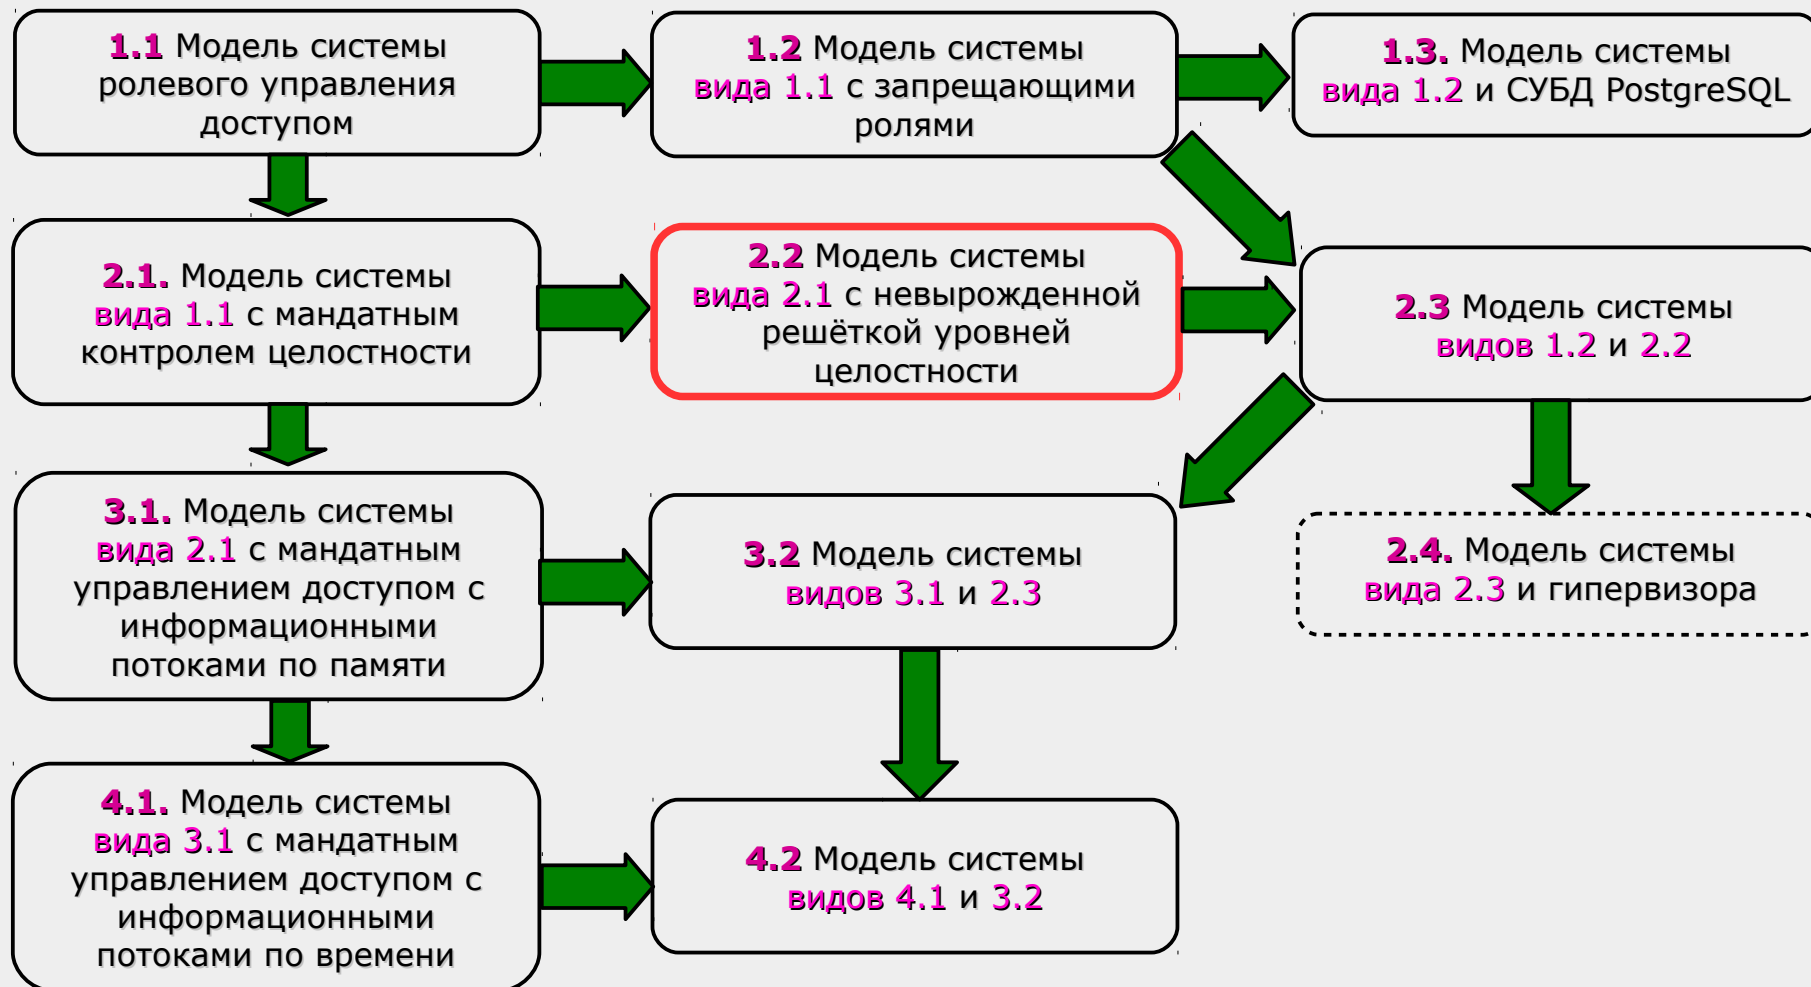 1.1 Модель системы
ролевого управления
доступом
1.2 Модель системы
вида 1.1 с запрещающими
ролями
1.3. Модель системы
вида 1.2 и СУБД PostgreSQL
2.1. Модель системы
вида 1.1 с мандатным
контролем целостности
2.2 Модель системы
вида 2.1 с невырожденной
решёткой уровней
целостности
2.3 Модель системы
видов 1.2 и 2.2
3.1. Модель системы
вида 2.1 с мандатным
управлением доступом с
информационными
потоками по памяти
3.2 Модель системы
видов 3.1 и 2.3
2.4. Модель системы
вида 2.3 и гипервизора
4.1. Модель системы
вида 3.1 с мандатным
управлением доступом с
информационными
потоками по времени
4.2 Модель системы
видов 4.1 и 3.2